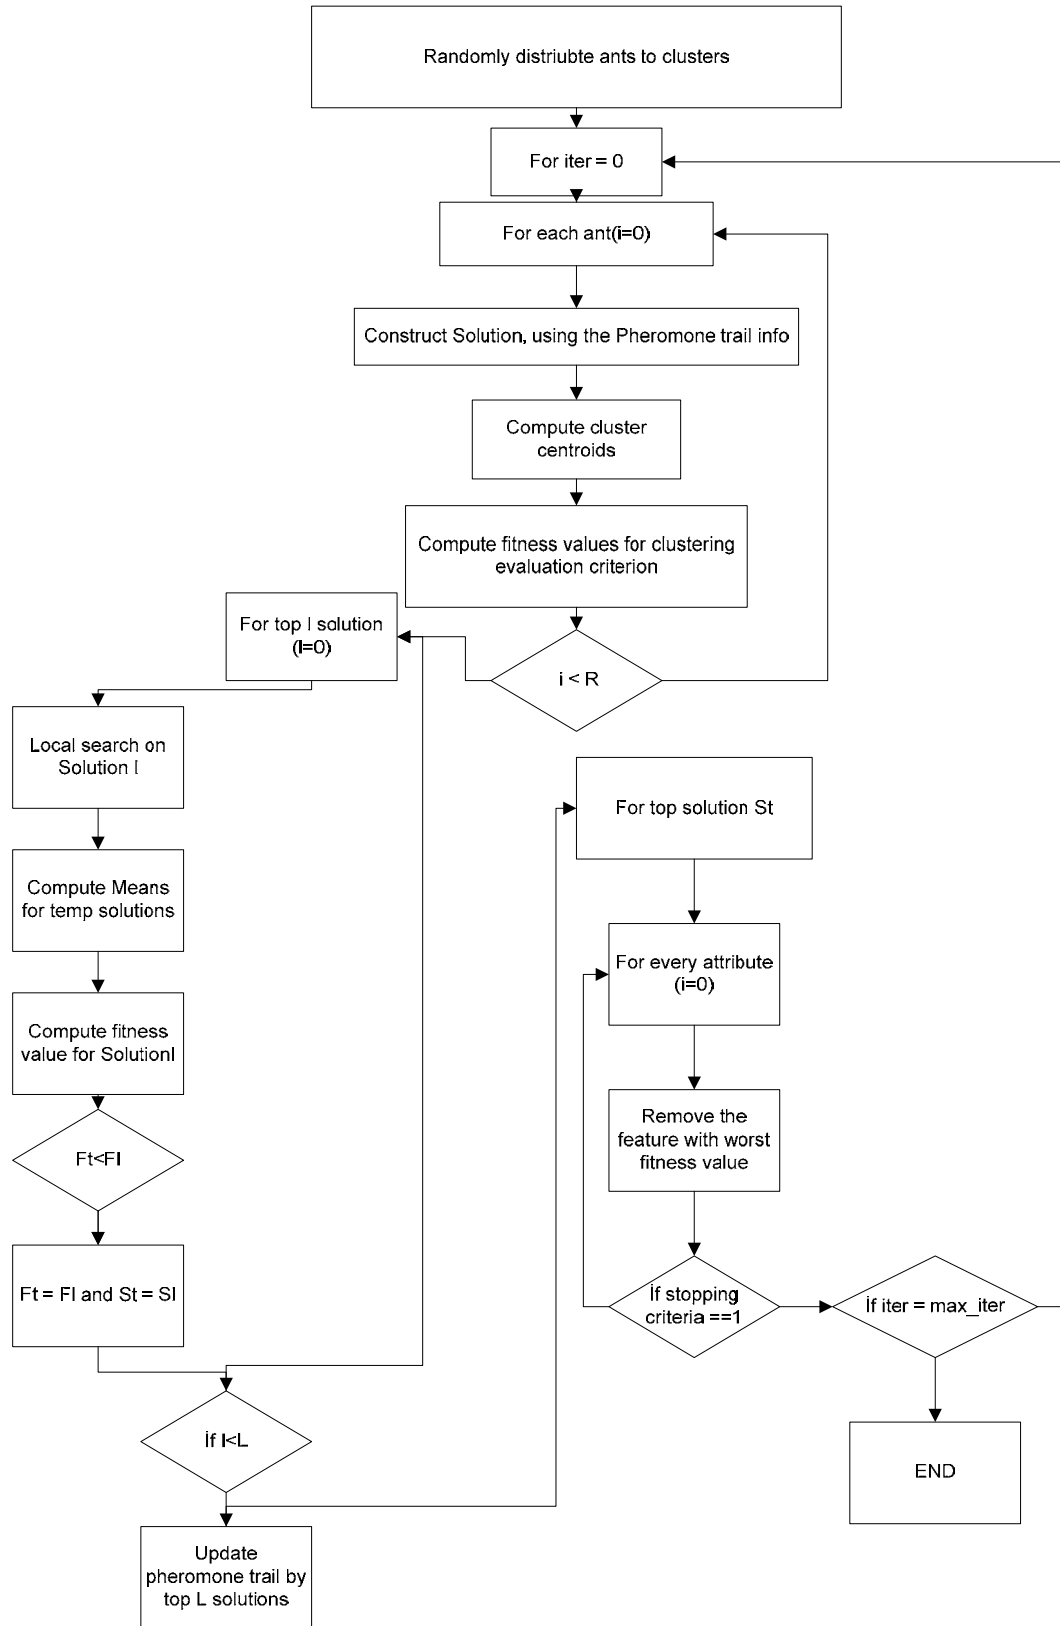 Randomly distriubte ants to clusters
For iter = 0
For each ant(i=0)
Construct Solution, using the Pheromone trail info
Compute cluster
centroids
Compute fitness values for clustering
evaluation criterion
i < R
For top l solution
(l=0)
Local search on
Solution l
Compute Means
for temp solutions
Compute fitness
value for Solutionl
Ft<Fl
Ft = Fl and St = Sl
İf l<L
Update
pheromone trail by
top L solutions
For top solution St
For every attribute
(i=0)
Remove the
feature with worst
fitness value
İf stopping
criteria ==1
İf iter = max_iter
END